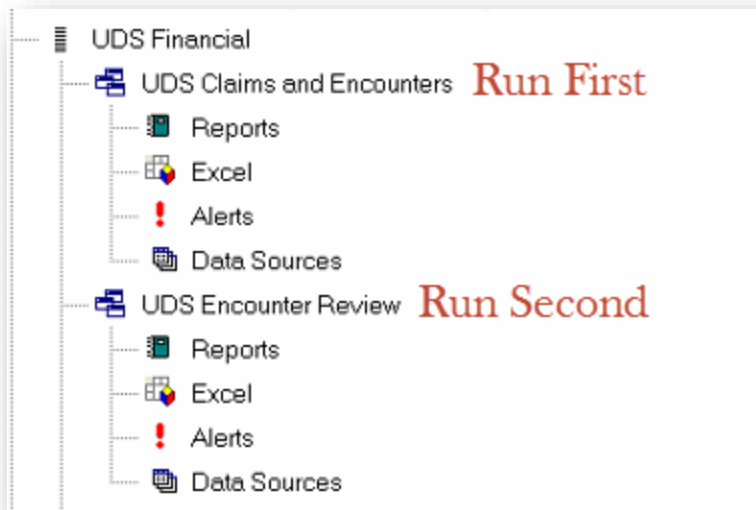 UDS Financial
UDS Claims and Encounters Run First
Reports
Excel
Alerts
Data Sources
UDS Encounter Review Run Second
Reports
Excel
Alerts
Data Sources